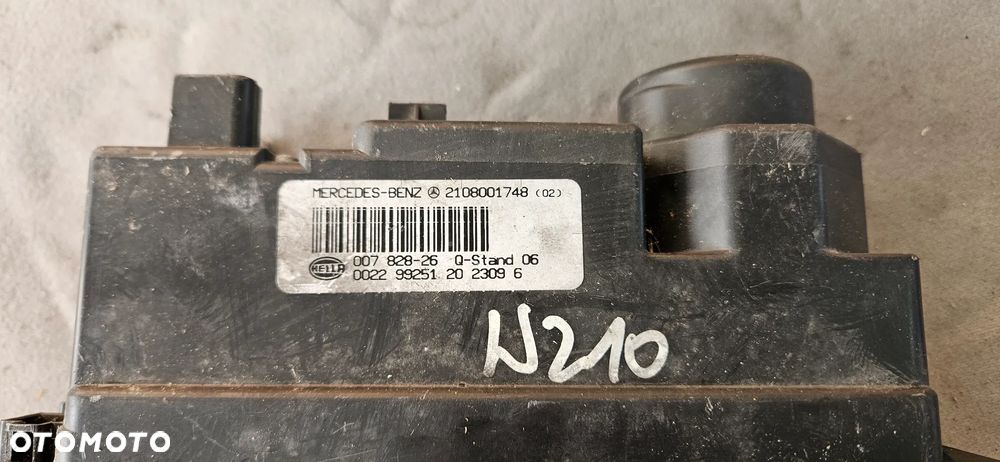 MERCEDES-BENZ 2108001748 (02)
007 828-26 Q-Stand 06
HELLA 0022 99251 20 2309 6
W210
OTOMOTO